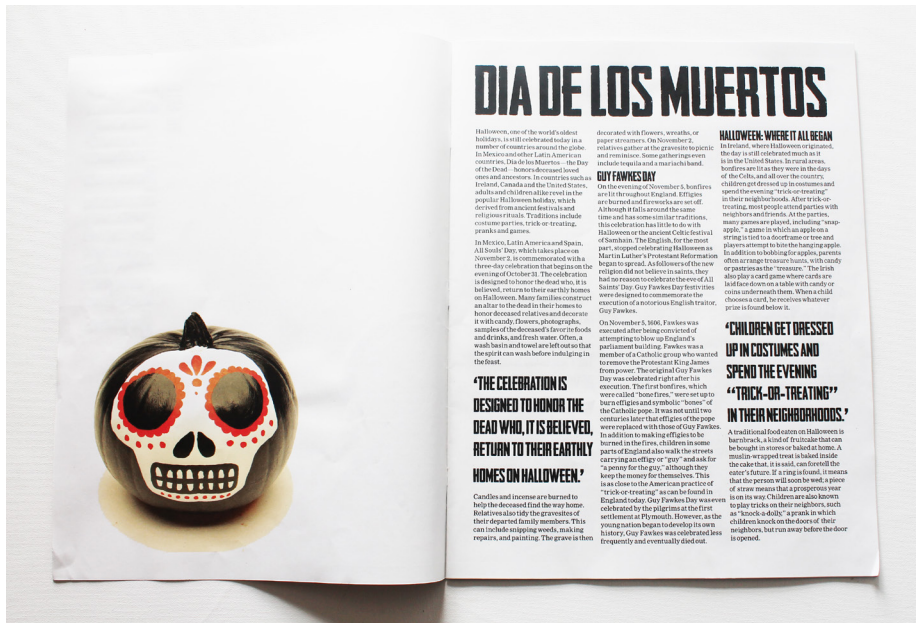 DIA DE LOS MUERTOS
Halloween, one of the world's oldest
holidays, is still celebrated today in a
number of countries around the globe.
In Mexico and other Latin American
countries, Dia de los Muertos – the Day
of the Dead – honors deceased loved
ones and ancestors. In countries such as
Ireland, Canada and the United States,
adults and children alike revel in the
popular Halloween holiday, which
derived from ancient festivals and
religious rituals. Traditions include
costume parties, trick-or-treating,
pranks and games.
In Mexico, Latin America and Spain,
All Souls' Day, which takes place on
November 2, is commemorated with a
three-day celebration that begins on the
evening of October 31. The celebration
is designed to honor the dead who, it is
believed, return to their earthly homes
on Halloween. Many families construct
an altar to the dead in their homes to
honor deceased relatives and decorate
it with candy, flowers, photographs,
samples of the deceased's favorite foods
and drinks, and fresh water. Often, a
wash basin and towel are left out so that
the spirit can wash before indulging in
the feast.
'THE CELEBRATION IS
DESIGNED TO HONOR THE
DEAD WHO, IT IS BELIEVED,
RETURN TO THEIR EARTHLY
HOMES ON HALLOWEEN.'
Candles and incense are burned to
help the deceased find the way home.
Relatives also tidy the gravesites of
their departed family members. This
can include snipping weeds, making
repairs, and painting. The grave is then
decorated with flowers, wreaths, or
paper streamers. On November 2,
relatives gather at the gravesite to picnic
and reminisce. Some gatherings even
include tequila and a mariachi band.
GUY FAWKES DAY
On the evening of November 5, bonfires
are lit throughout England. Effigies
are burned and fireworks are set off.
Although it falls around the same
time and has some similar traditions,
this celebration has little to do with
Halloween or the ancient Celtic festival
of Samhain. The English, for the most
part, stopped celebrating Halloween as
Martin Luther's Protestant Reformation
began to spread. As followers of the new
religion did not believe in saints, they
had no reason to celebrate the eve of All
Saints' Day. Guy Fawkes Day festivities
were designed to commemorate the
execution of a notorious English traitor,
Guy Fawkes.
On November 5, 1606, Fawkes was
executed after being convicted of
attempting to blow up England's
parliament building. Fawkes was a
member of a Catholic group who wanted
to remove the Protestant King James
from power. The original Guy Fawkes
Day was celebrated right after his
execution. The first bonfires, which
were called "bone fires," were set up to
burn effigies and symbolic "bones" of
the Catholic pope. It was not until two
centuries later that effigies of the pope
were replaced with those of Guy Fawkes.
In addition to making effigies to be
burned in the fires, children in some
parts of England also walk the streets
carrying an effigy or "guy" and ask for
"a penny for the guy," although they
keep the money for themselves. This
is as close to the American practice of
"trick-or-treating" as can be found in
England today. Guy Fawkes Day was even
celebrated by the pilgrims at the first
settlement at Plymouth. However, as the
young nation began to develop its own
history, Guy Fawkes was celebrated less
frequently and eventually died out.
HALLOWEEN: WHERE IT ALL BEGAN
In Ireland, where Halloween originated,
the day is still celebrated much as it
is in the United States. In rural areas,
bonfires are lit as they were in the days
of the Celts, and all over the country,
children get dressed up in costumes and
spend the evening "trick-or-treating"
in their neighborhoods. After trick-or-
treating, most people attend parties with
neighbors and friends. At the parties,
many games are played, including "snap-
apple," a game in which an apple on a
string is tied to a doorframe or tree and
players attempt to bite the hanging apple.
In addition to bobbing for apples, parents
often arrange treasure hunts, with candy
or pastries as the "treasure." The Irish
also play a card game where cards are
laid face down on a table with candy or
coins underneath them. When a child
chooses a card, he receives whatever
prize is found below it.
'CHILDREN GET DRESSED
UP IN COSTUMES AND
SPEND THE EVENING
"TRICK-OR-TREATING"
IN THEIR NEIGHBORHOODS.'
A traditional food eaten on Halloween is
barnbrack, a kind of fruitcake that can
be bought in stores or baked at home. A
muslin-wrapped treat is baked inside
the cake that, it is said, can foretell the
eater's future. If a ring is found, it means
that the person will soon be wed; a piece
of straw means that a prosperous year
is on its way. Children are also known
to play tricks on their neighbors, such
as "knock-a-dolly," a prank in which
children knock on the doors of their
neighbors, but run away before the door
is opened.